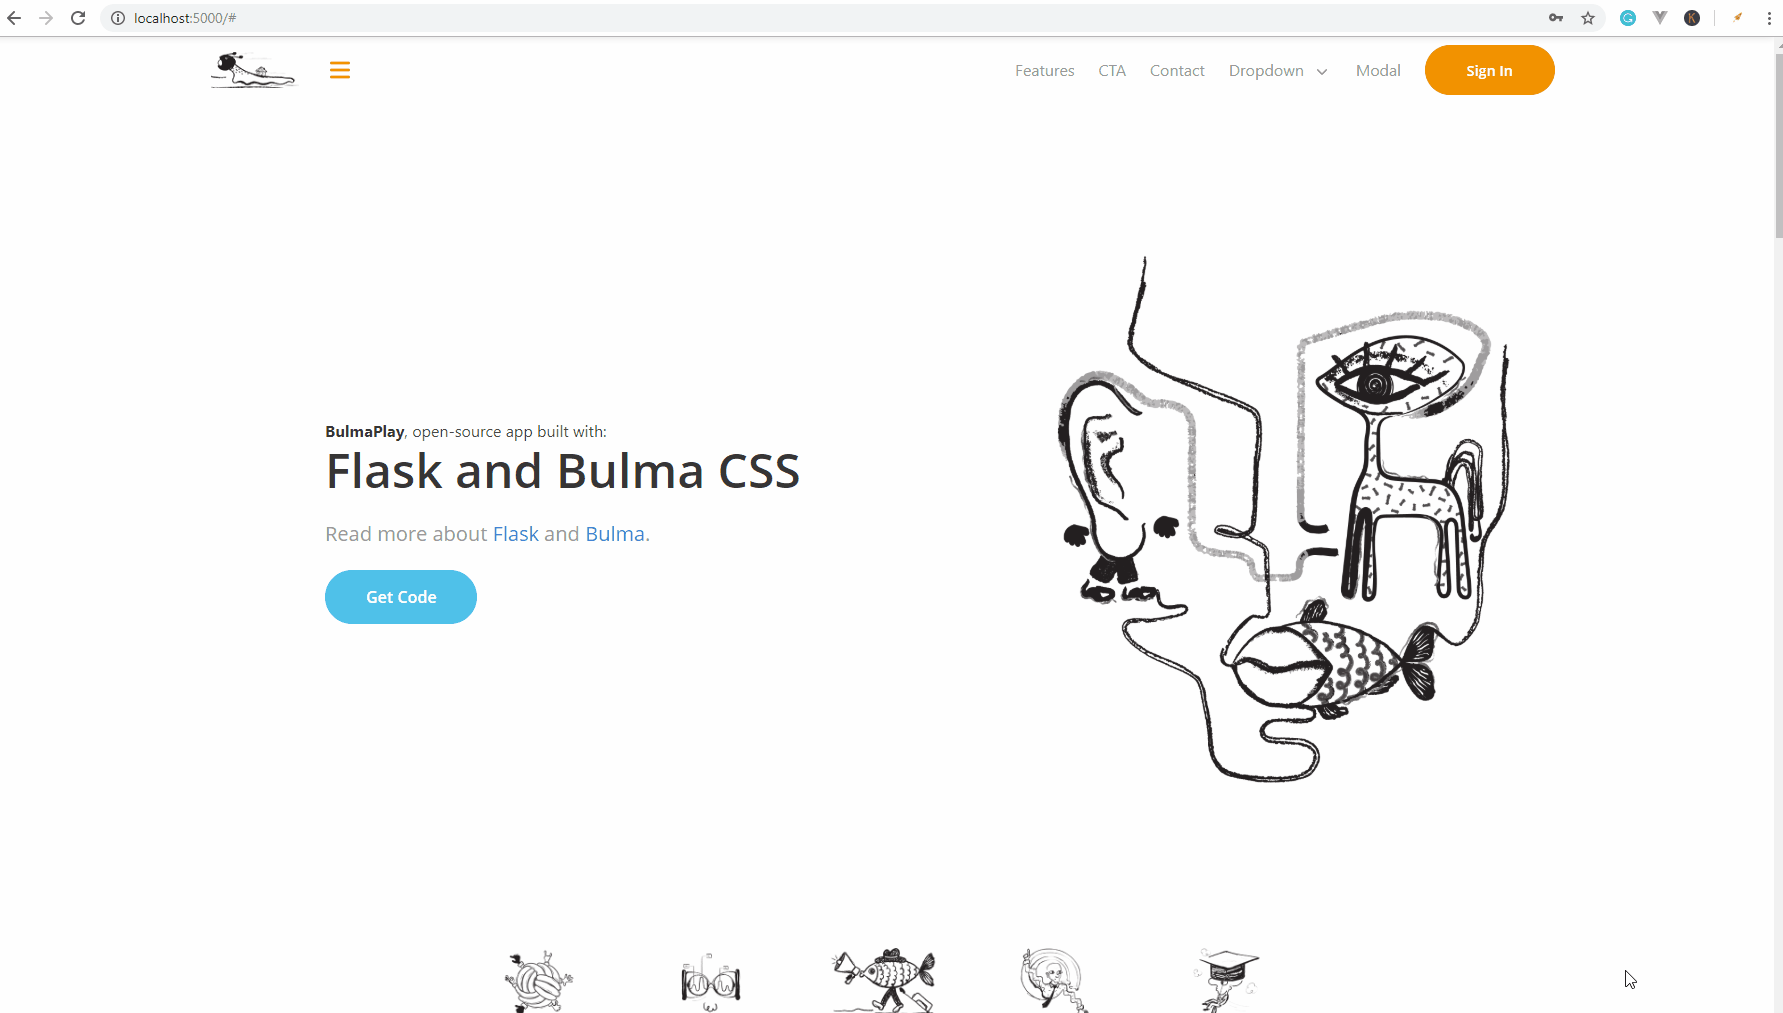 localhost:5000/#
Features CTA Contact Dropdown Modal Sign In
BulmaPlay, open-source app built with:
Flask and Bulma CSS
Read more about Flask and Bulma.
Get Code